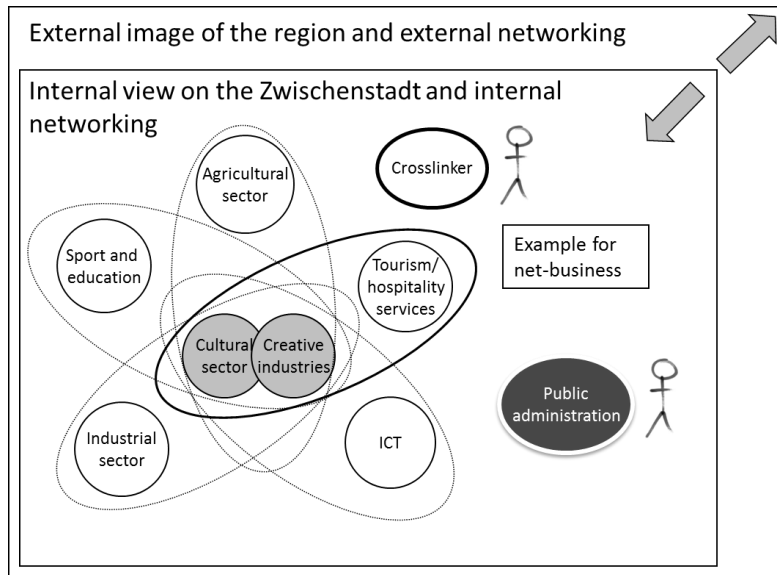 External image of the region and external networking
Internal view on the Zwischenstadt and internal
networking
Agricultural
sector
Crosslinker
Sport and
education
Tourism/
hospitality
services
Example for
net-business
Cultural
sector
Creative
industries
Public
administration
Industrial
sector
ICT